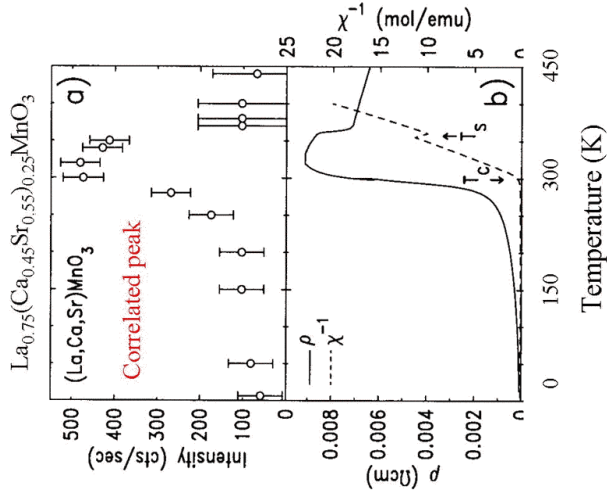 La0.75(Ca0.45Sr0.55)0.25MnO3
(La,Ca,Sr)MnO3
a)
Correlated peak
Intensity (cts/sec)
500
400
300
200
100
0
b)
ρ
χ−1
TC
TS
ρ (Ωcm)
0.008
0.006
0.004
0.002
0
χ−1 (mol/emu)
25
20
15
10
5
0
0
150
300
450
Temperature (K)